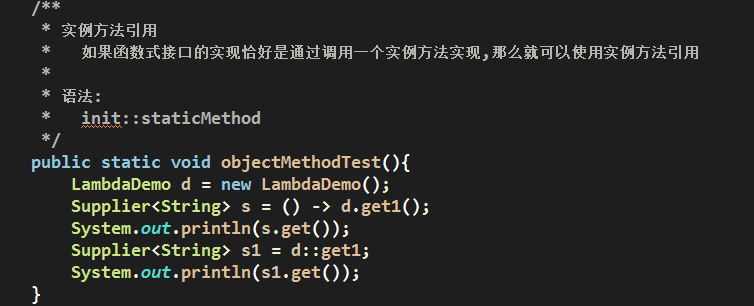 /**
 * 实例方法引用
 *   如果函数式接口的实现恰好是通过调用一个实例方法实现,那么就可以使用实例方法引用
 *
 * 语法:
 *   init::staticMethod
 */
public static void objectMethodTest(){
    LambdaDemo d = new LambdaDemo();
    Supplier<String> s = () -> d.get1();
    System.out.println(s.get());
    Supplier<String> s1 = d::get1;
    System.out.println(s1.get());
}